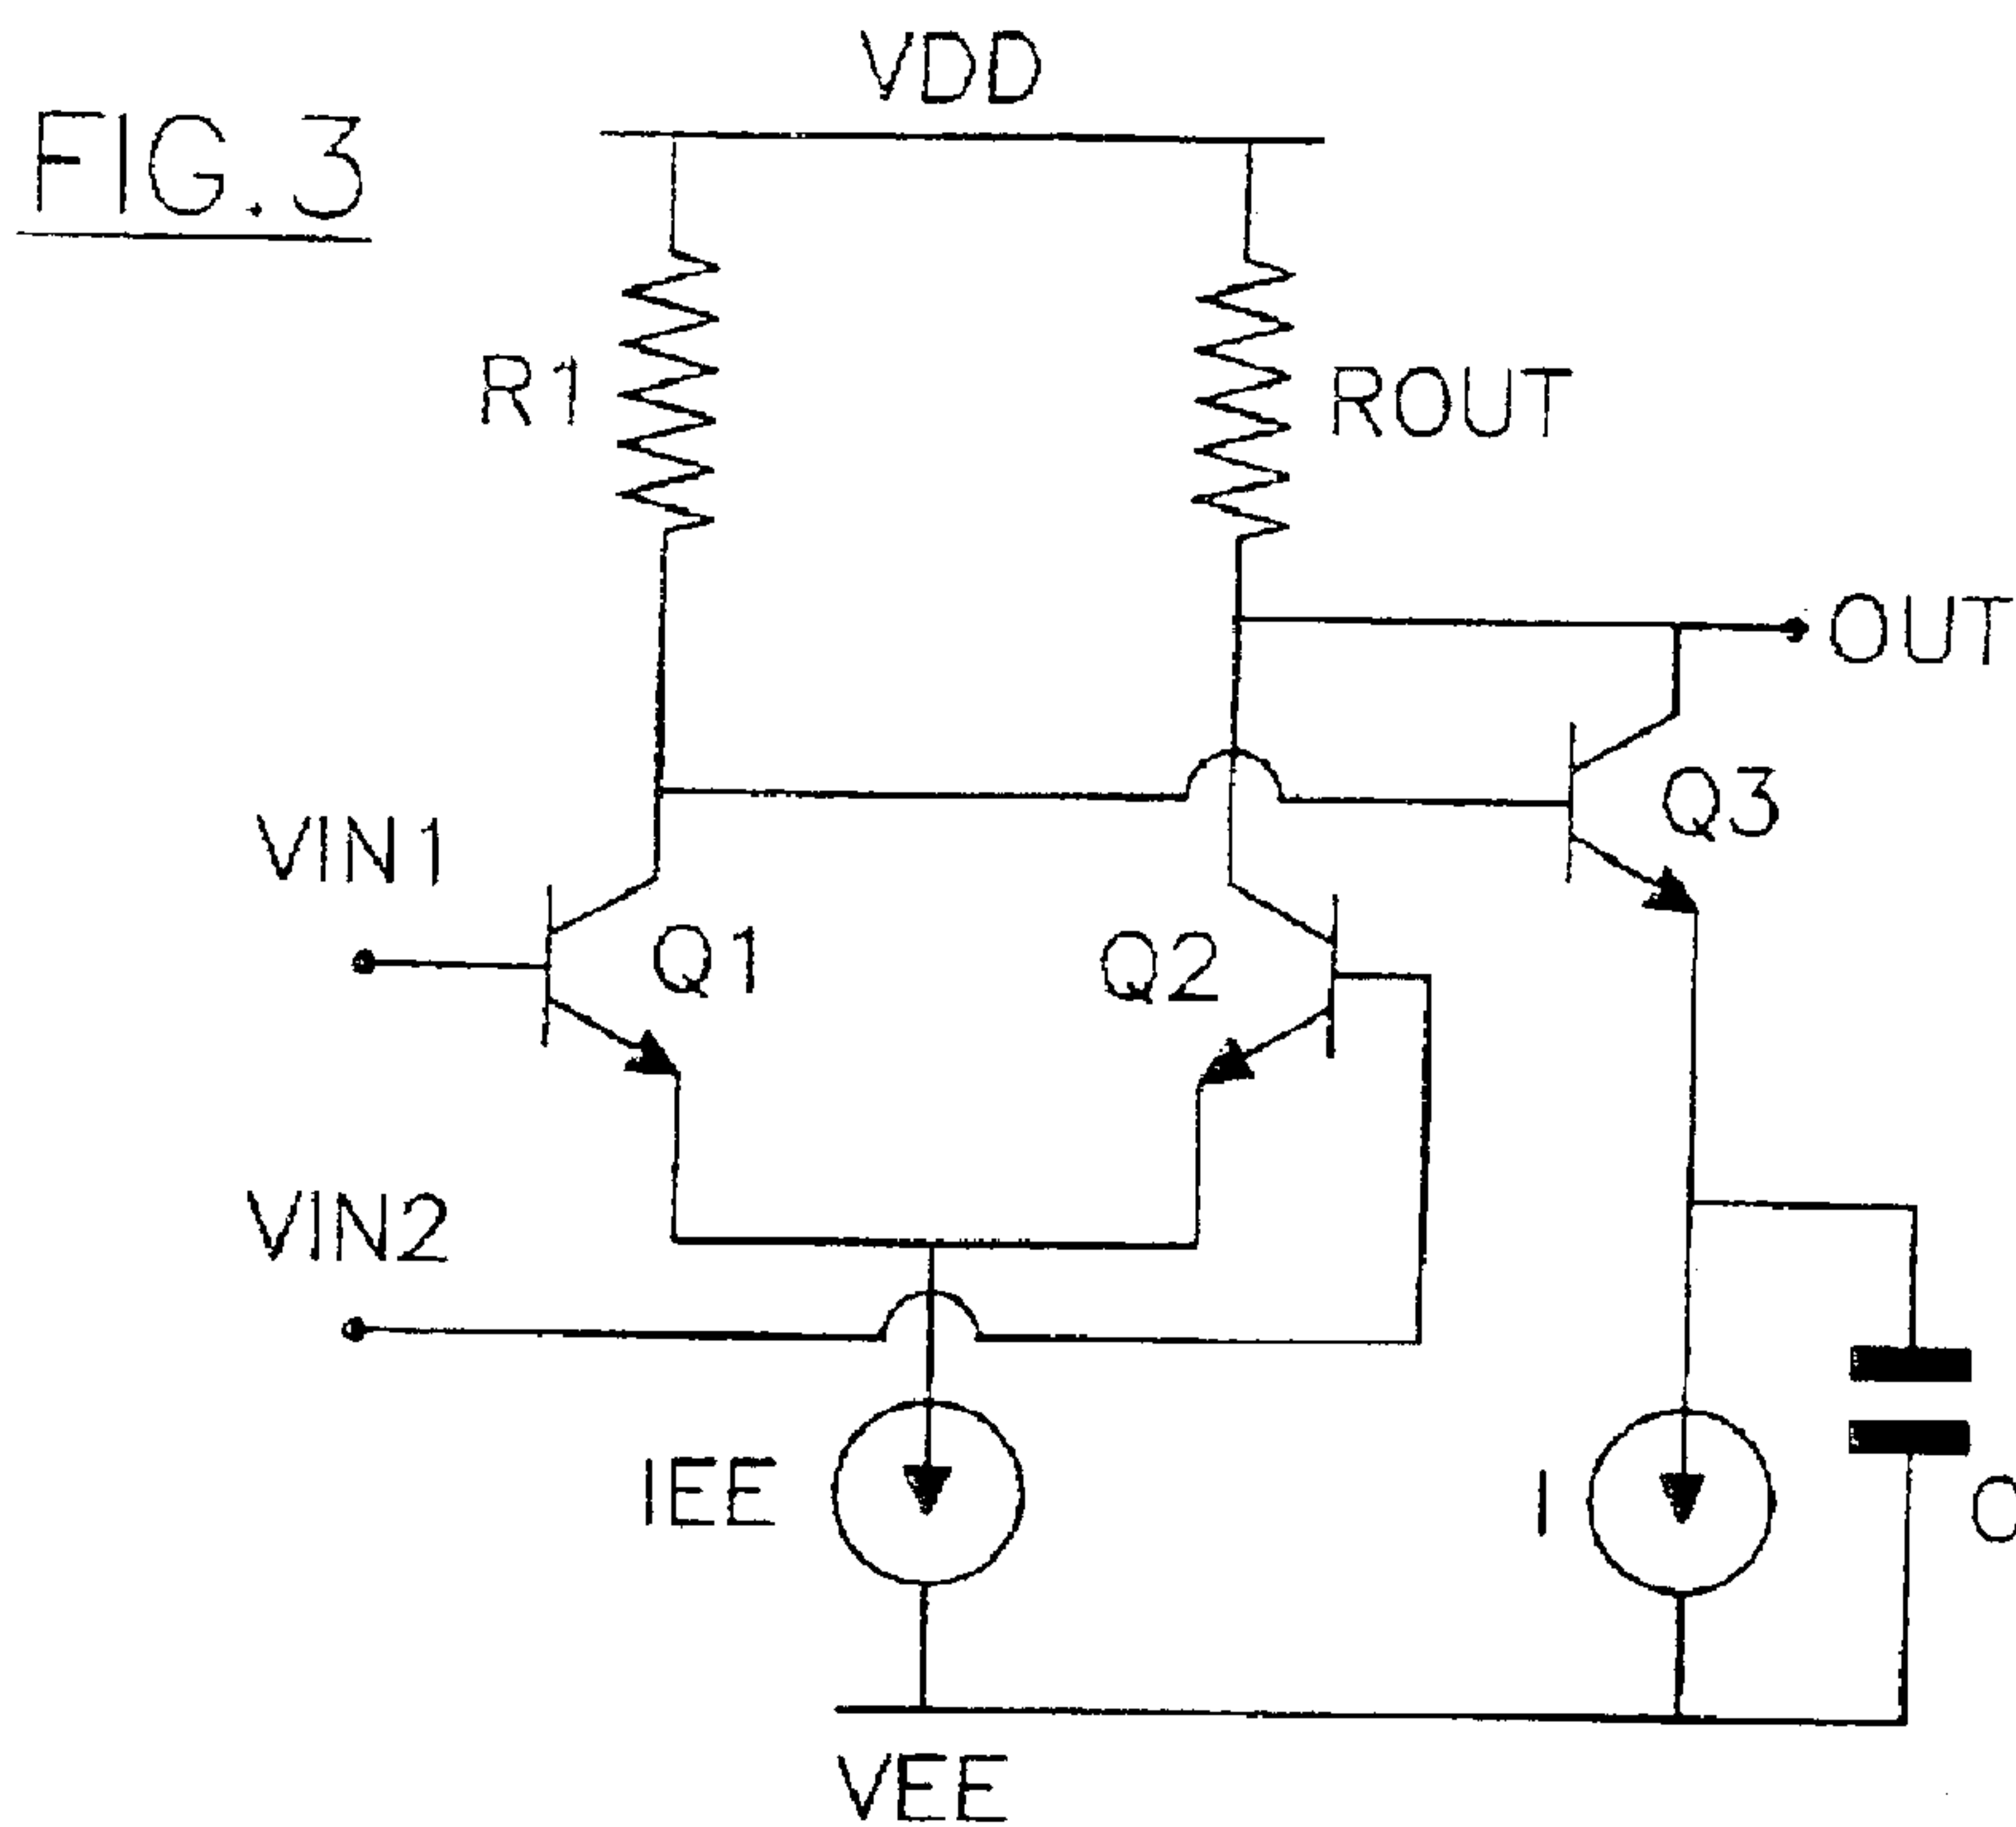 VDD
FIG.3
R1
ROUT
OUT
VIN1
Q3
Q1
Q2
VIN2
IEE
I
VEE